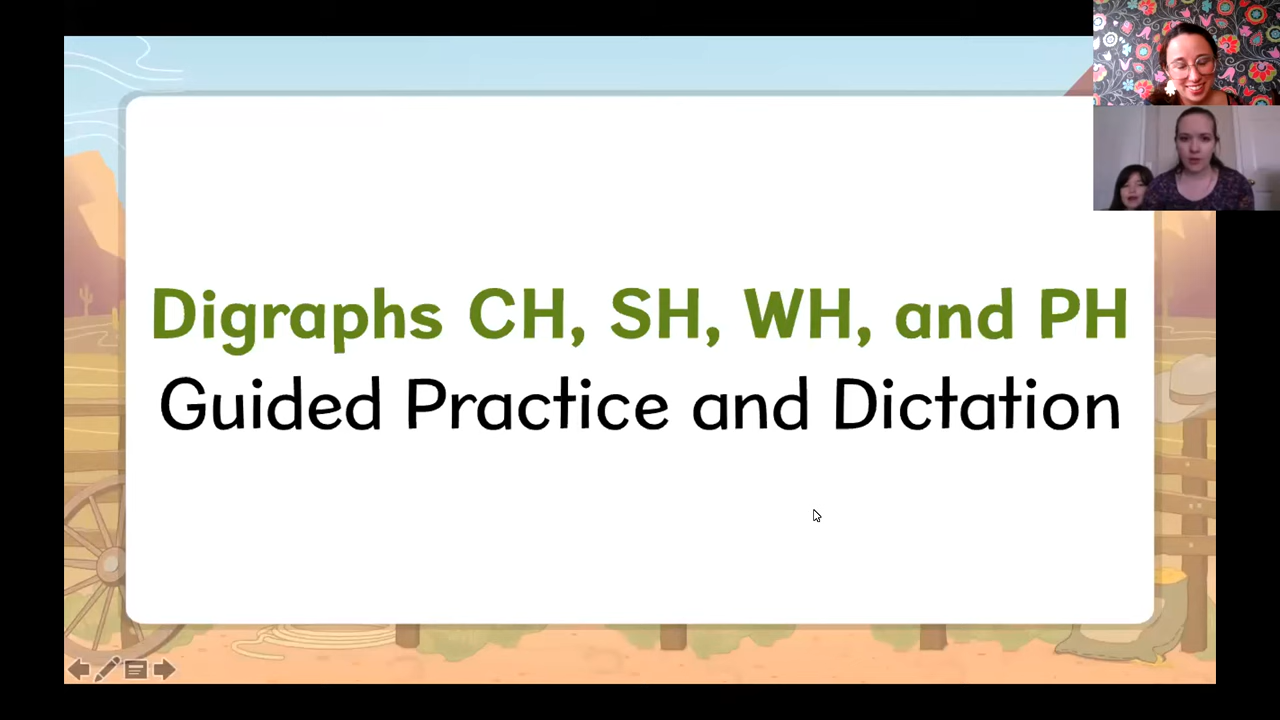 Digraphs CH, SH, WH, and PH
Guided Practice and Dictation